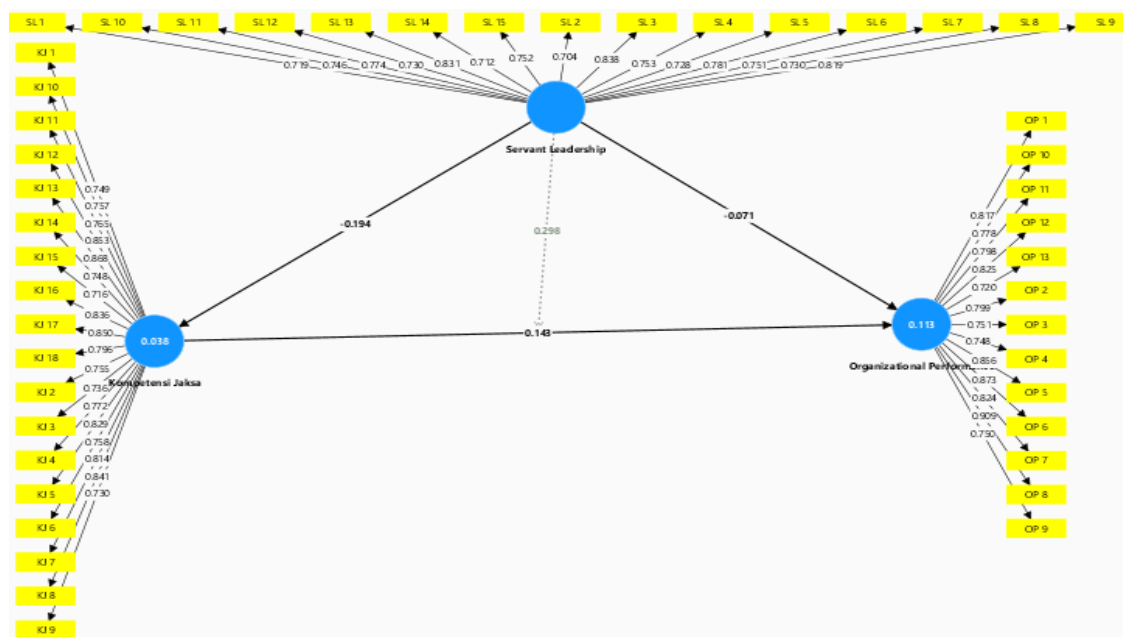 SL 1 SL 10 SL 11 SL 12 SL 13 SL 14 SL 15 SL 2 SL 3 SL 4 SL 5 SL 6 SL 7 SL 8 SL 9
0.719 0.746 0.774 0.730 0.831 0.712 0.752 0.704 0.838 0.753 0.728 0.781 0.751 0.730 0.819
Servant Leadership
KJ 1
KJ 10
KJ 11
KJ 12
KJ 13
KJ 14
KJ 15
KJ 16
KJ 17
KJ 18
KJ 2
KJ 3
KJ 4
KJ 5
KJ 6
KJ 7
KJ 8
KJ 9
0.749
0.757
0.765
0.853
0.868
0.748
0.716
0.836
0.850
0.796
0.755
0.736
0.772
0.829
0.758
0.814
0.841
0.730
0.038
Kompetensi Jaksa
-0.194
0.298
-0.071
0.143
0.113
Organizational Perform...
0.817
0.778
0.798
0.825
0.720
0.799
0.751
0.748
0.856
0.873
0.824
0.909
0.750
OP 1
OP 10
OP 11
OP 12
OP 13
OP 2
OP 3
OP 4
OP 5
OP 6
OP 7
OP 8
OP 9